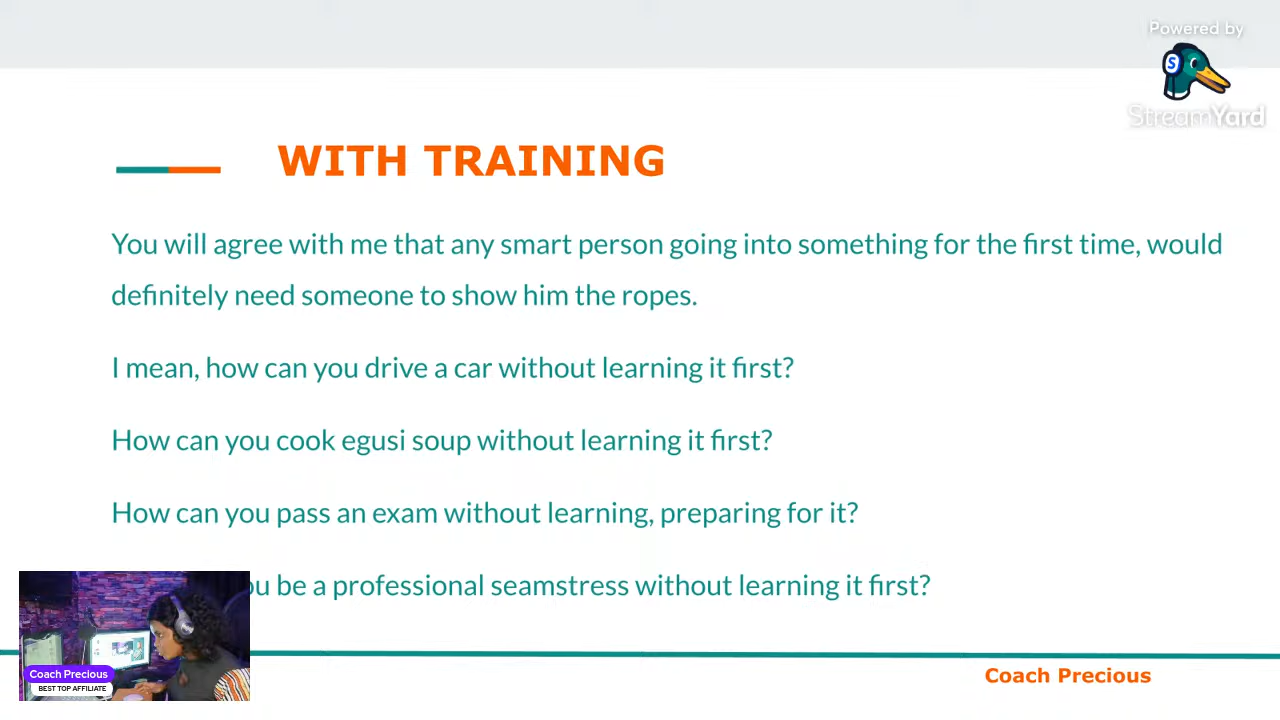 Powered by
StreamYard
WITH TRAINING
You will agree with me that any smart person going into something for the first time, would
definitely need someone to show him the ropes.
I mean, how can you drive a car without learning it first?
How can you cook egusi soup without learning it first?
How can you pass an exam without learning, preparing for it?
be a professional seamstress without learning it first?
Coach Precious
BEST TOP AFFILIATE
Coach Precious